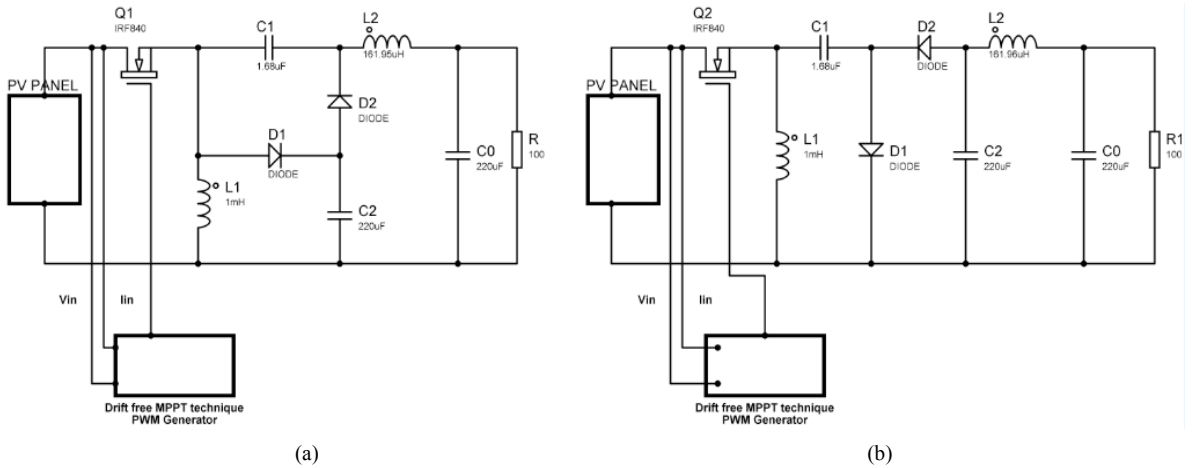 Q1
IRF840
C1
1.68uF
L2
161.95uH
PV PANEL
D2
DIODE
D1
DIODE
L1
1mH
C2
220uF
C0
220uF
R
100
Vin
Iin
Drift free MPPT technique
PWM Generator
(a)
Q2
IRF840
C1
1.68uF
D2
DIODE
L2
161.96uH
PV PANEL
L1
1mH
D1
DIODE
C2
220uF
C0
220uF
R1
100
Vin
Iin
Drift free MPPT technique
PWM Generator
(b)